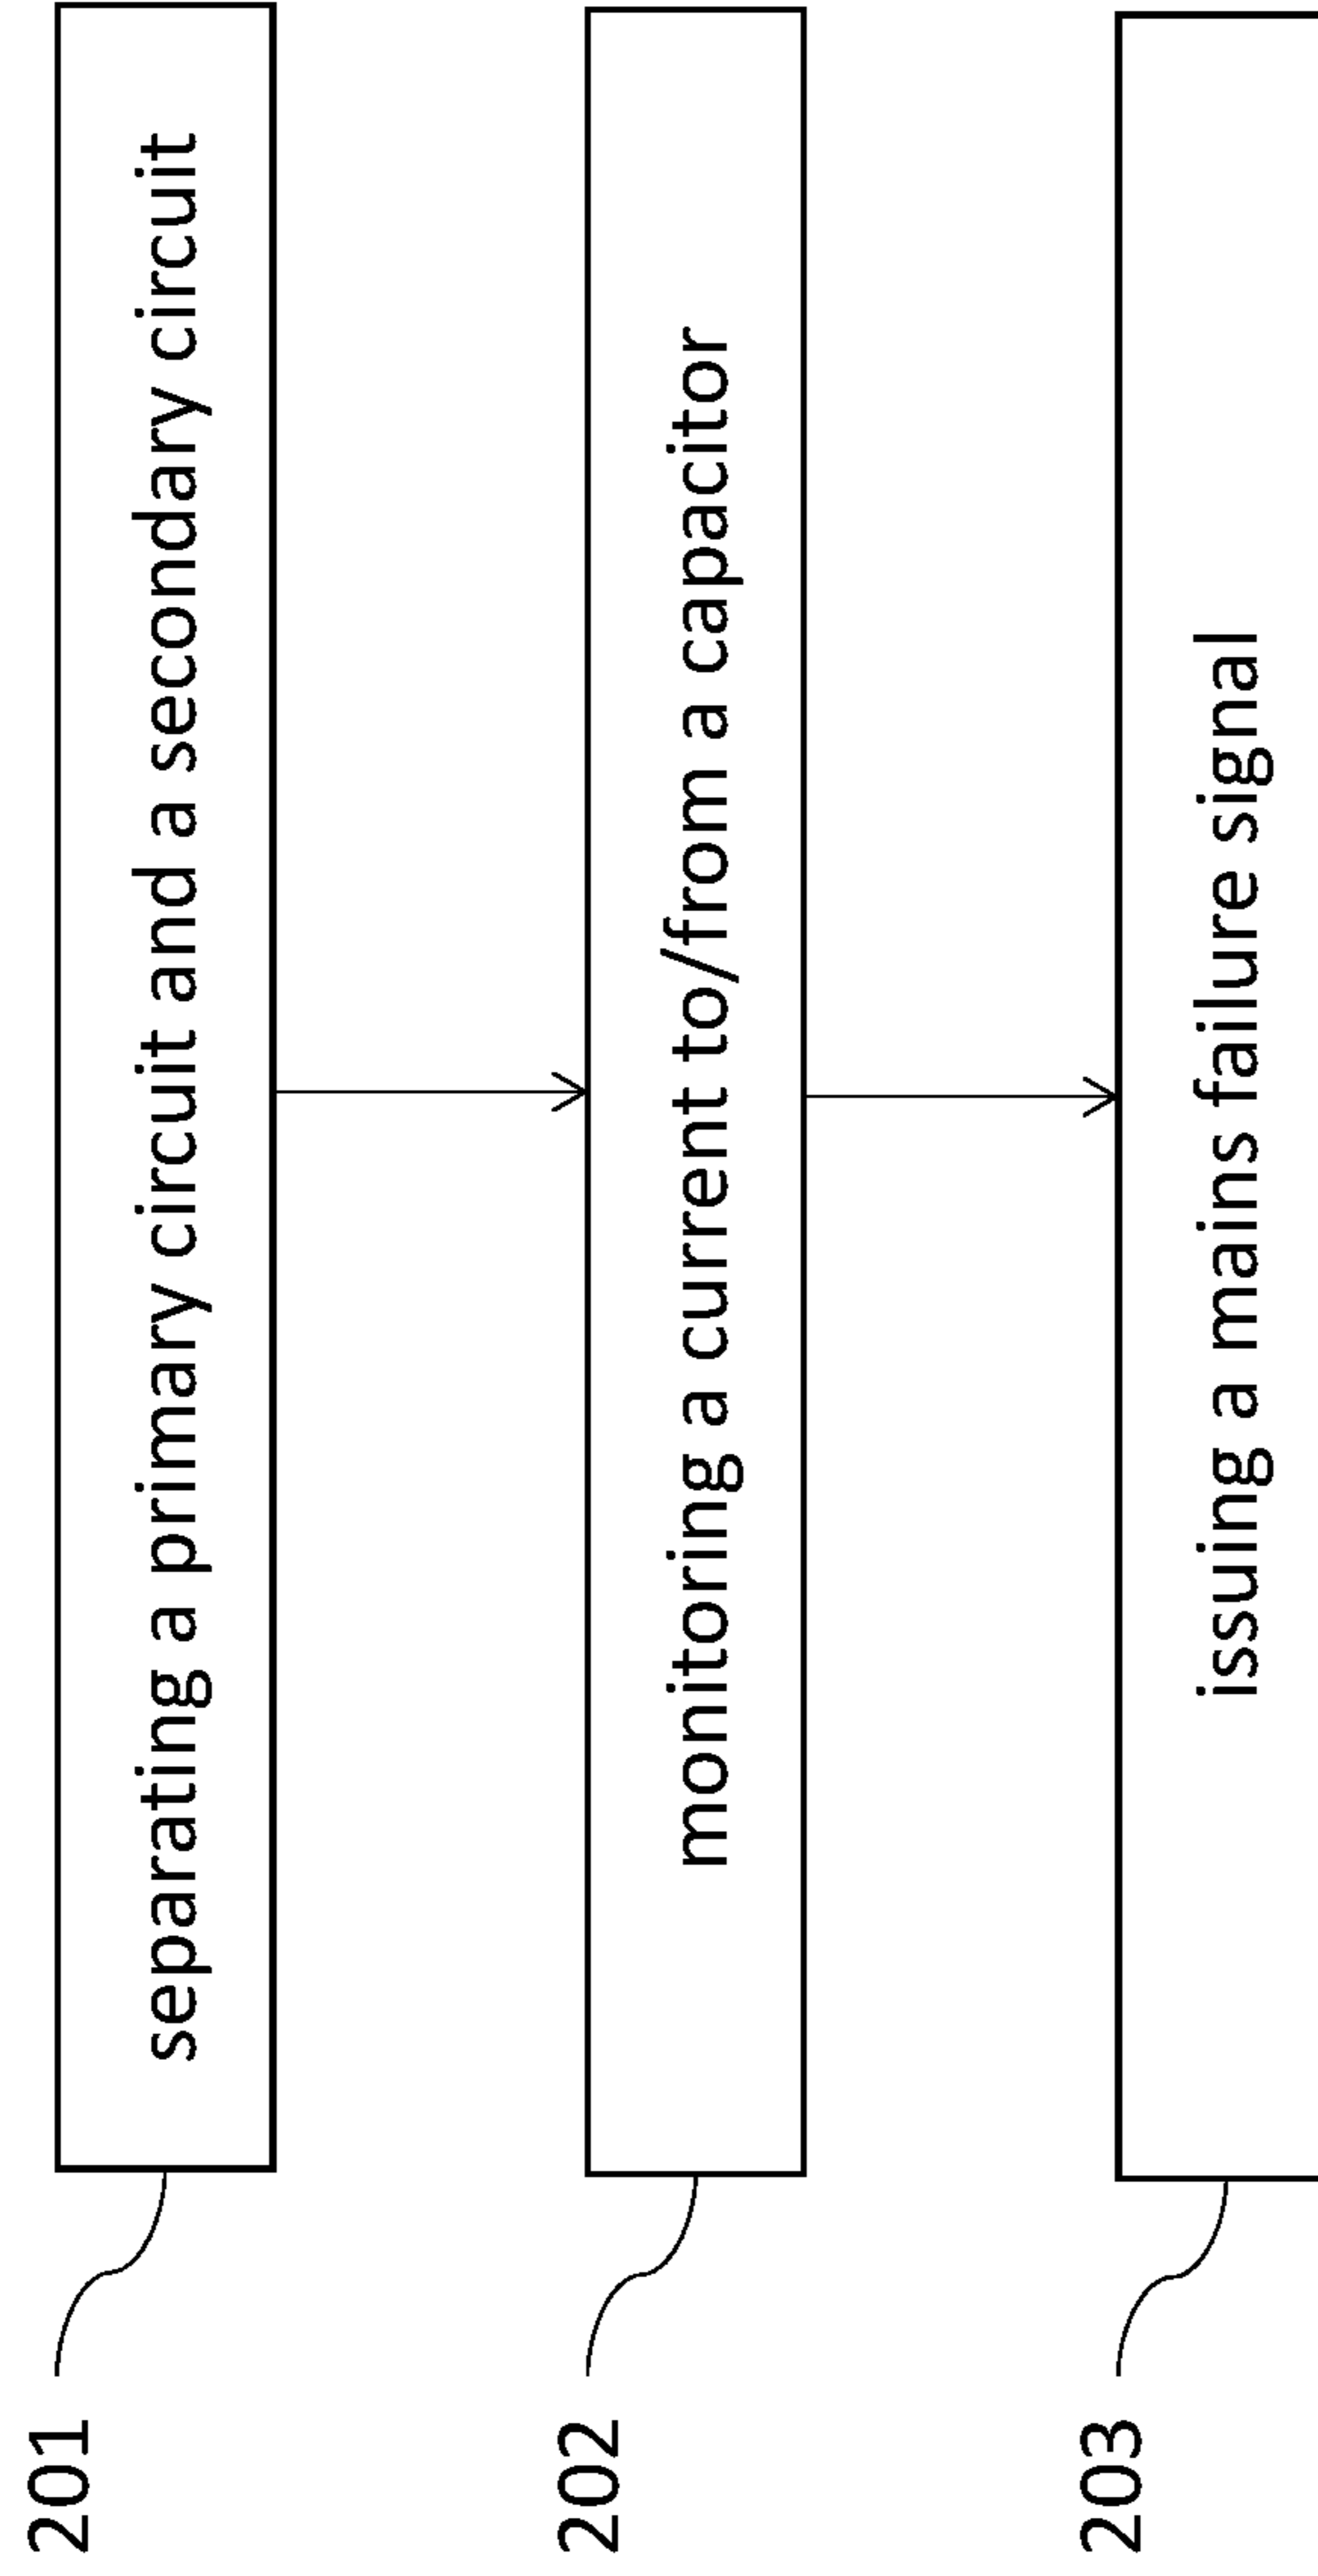 201
separating a primary circuit and a secondary circuit
202
monitoring a current to/from a capacitor
203
issuing a mains failure signal